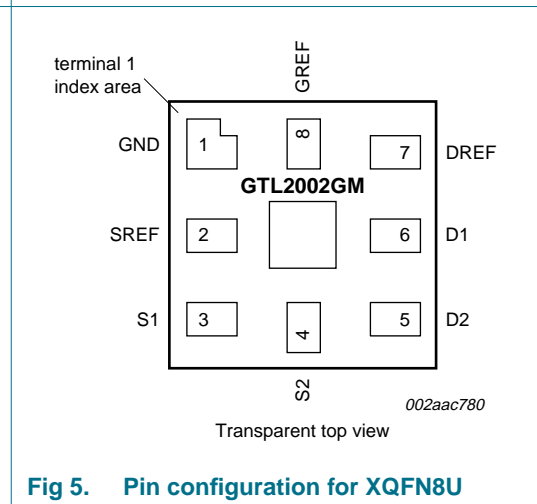 terminal 1
index area
GREF
GND 1 8 7 DREF
GTL2002GM
SREF 2 6 D1
S1 3 4 5 D2
S2
002aac780
Transparent top view
Fig 5. Pin configuration for XQFN8U